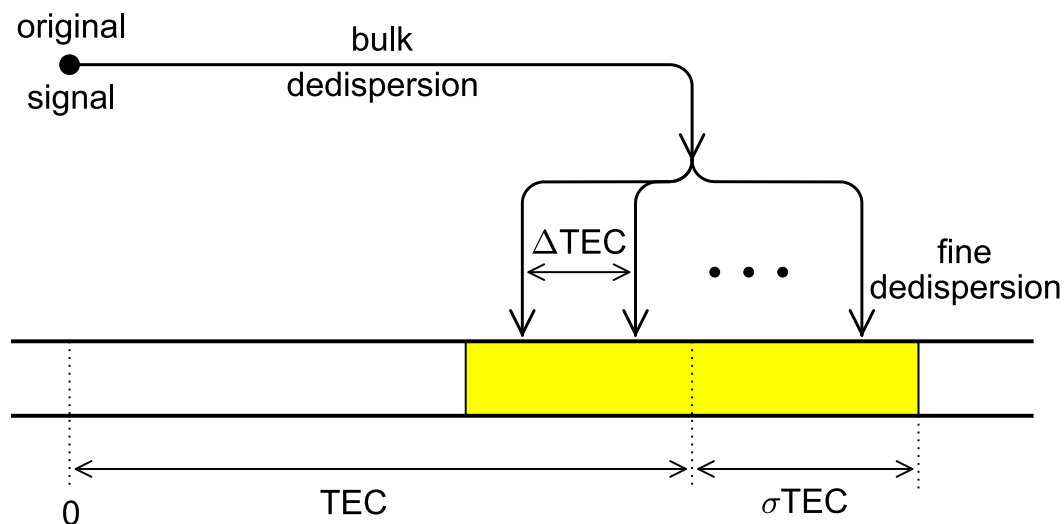 original
signal
bulk
dedispersion
ΔTEC
fine
dedispersion
0
TEC
σTEC